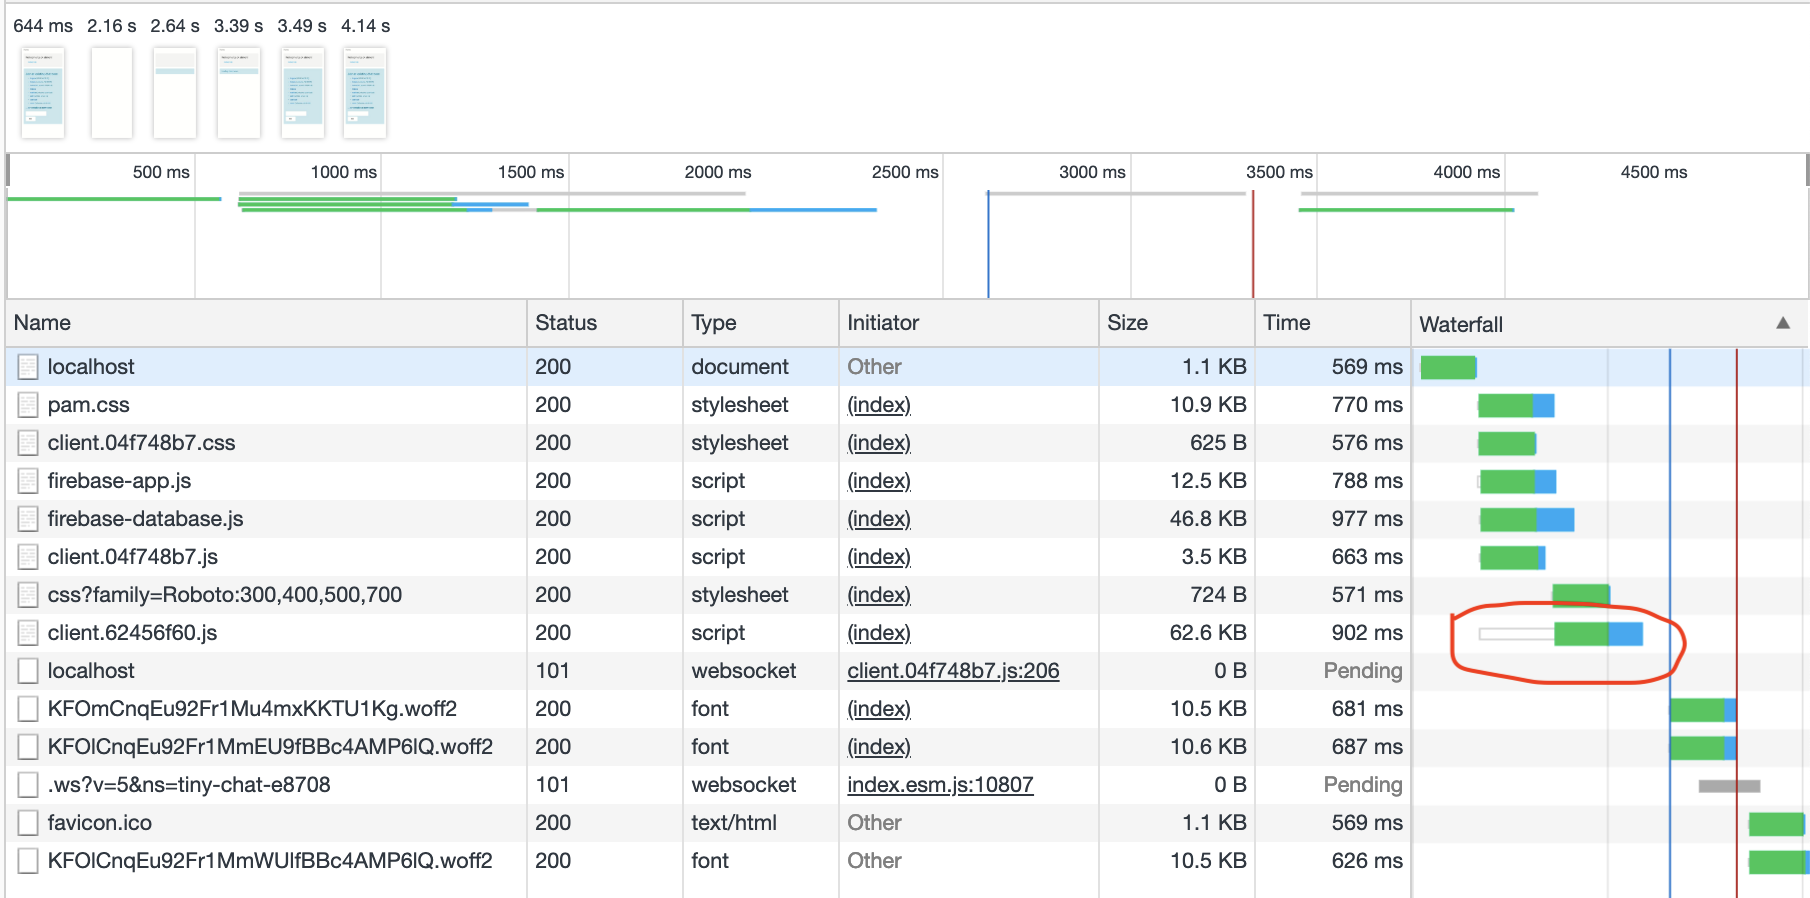 644 ms 2.16 s 2.64 s 3.39 s 3.49 s 4.14 s
500 ms 1000 ms 1500 ms 2000 ms 2500 ms 3000 ms 3500 ms 4000 ms 4500 ms
Name Status Type Initiator Size Time Waterfall ▲
localhost 200 document Other 1.1 KB 569 ms
pam.css 200 stylesheet (index) 10.9 KB 770 ms
client.04f748b7.css 200 stylesheet (index) 625 B 576 ms
firebase-app.js 200 script (index) 12.5 KB 788 ms
firebase-database.js 200 script (index) 46.8 KB 977 ms
client.04f748b7.js 200 script (index) 3.5 KB 663 ms
css?family=Roboto:300,400,500,700 200 stylesheet (index) 724 B 571 ms
client.62456f60.js 200 script (index) 62.6 KB 902 ms
localhost 101 websocket client.04f748b7.js:206 0 B Pending
KFOmCnqEu92Fr1Mu4mxKKTU1Kg.woff2 200 font (index) 10.5 KB 681 ms
KFOlCnqEu92Fr1MmEU9fBBc4AMP6lQ.woff2 200 font (index) 10.6 KB 687 ms
.ws?v=5&ns=tiny-chat-e8708 101 websocket index.esm.js:10807 0 B Pending
favicon.ico 200 text/html Other 1.1 KB 569 ms
KFOlCnqEu92Fr1MmWUlfBBc4AMP6lQ.woff2 200 font Other 10.5 KB 626 ms